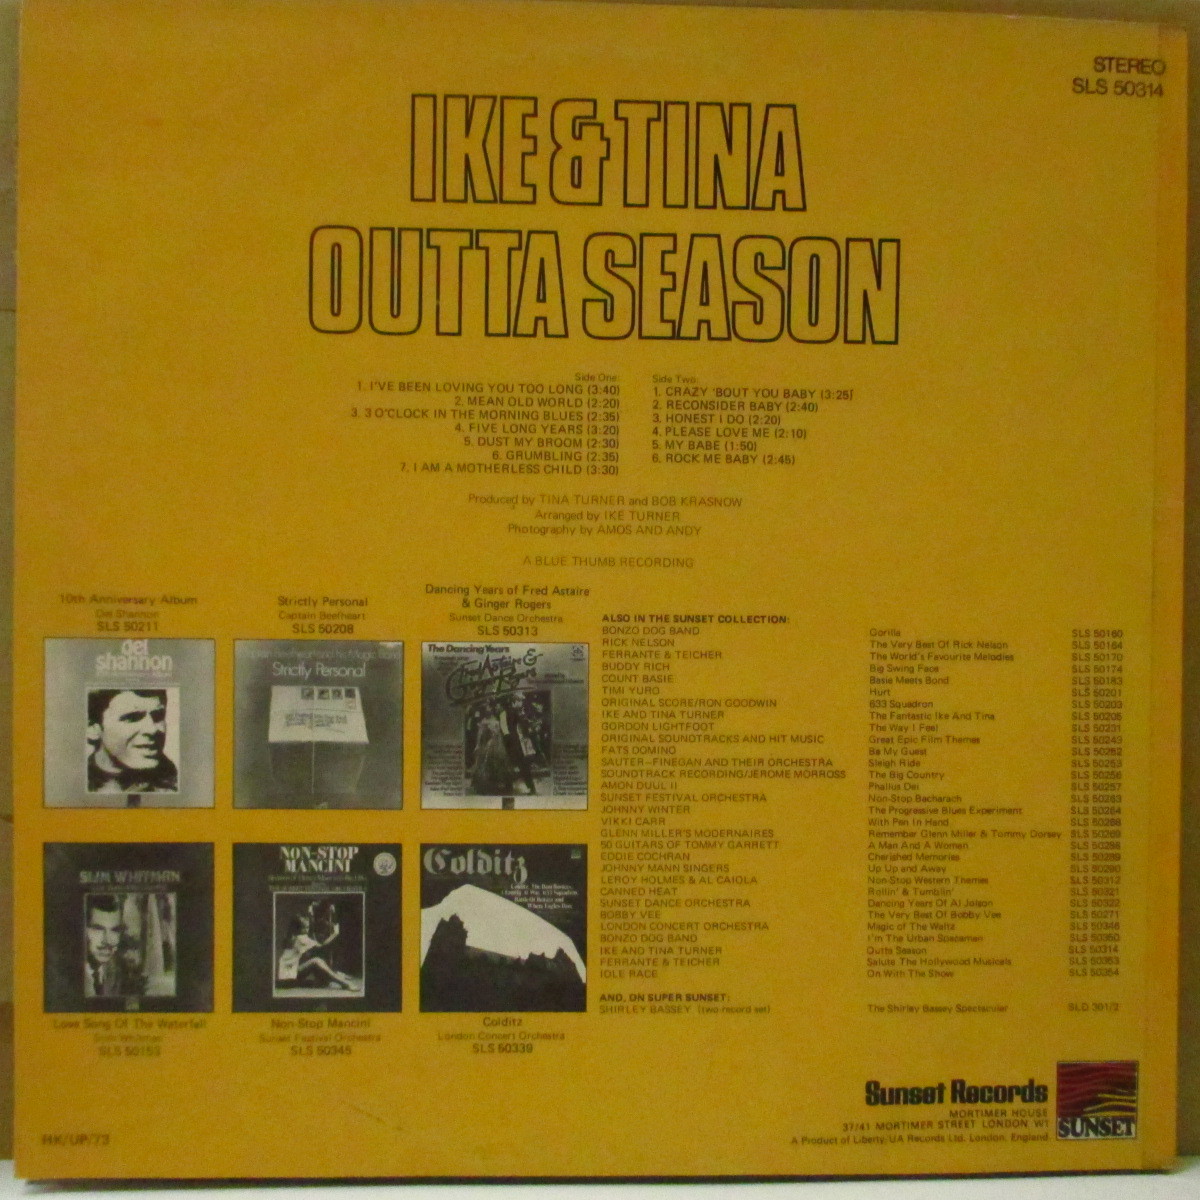 STEREO
SLS 50314
IKE & TINA
OUTTA SEASON
Side One:
1. I'VE BEEN LOVING YOU TOO LONG (3:40)
2. MEAN OLD WORLD (2:20)
3. 3 O'CLOCK IN THE MORNING BLUES (2:35)
4. FIVE LONG YEARS (3:20)
5. DUST MY BROOM (2:30)
6. GRUMBLING (2:35)
7. I AM A MOTHERLESS CHILD (3:30)
Side Two:
1. CRAZY 'BOUT YOU BABY (3:25)
2. RECONSIDER BABY (2:40)
3. HONEST I DO (2:20)
4. PLEASE LOVE ME (2:10)
5. MY BABE (1:50)
6. ROCK ME BABY (2:45)
Produced by TINA TURNER and BOB KRASNOW
Arranged by IKE TURNER
Photography by AMOS AND ANDY
A BLUE THUMB RECORDING
10th Anniversary Album
Del Shannon
SLS 50211
del
shannon
Strictly Personal
Captain Beefheart
SLS 50208
Strictly Personal
Dancing Years of Fred Astaire
& Ginger Rogers
Sunset Dance Orchestra
SLS 50313
The Dancing Years
Fred Astaire &
Ginger Rogers
SLIM WHITMAN
Love Song Of The Waterfall
Slim Whitman
SLS 50153
NON-STOP
MANCINI
Non-Stop Mancini
Sunset Festival Orchestra
SLS 50345
Colditz
Colditz
London Concert Orchestra
SLS 50339
ALSO IN THE SUNSET COLLECTION:
BONZO DOG BAND Gorilla SLS 50160
RICK NELSON The Very Best Of Rick Nelson SLS 50164
FERRANTE & TEICHER The World's Favourite Melodies SLS 50170
BUDDY RICH Big Swing Face SLS 50174
COUNT BASIE Basie Meets Bond SLS 50183
TIMI YURO Hurt SLS 50201
ORIGINAL SCORE/RON GOODWIN 633 Squadron SLS 50203
IKE AND TINA TURNER The Fantastic Ike And Tina SLS 50205
GORDON LIGHTFOOT The Way I Feel SLS 50231
ORIGINAL SOUNDTRACKS AND HIT MUSIC Great Epic Film Themes SLS 50243
FATS DOMINO Be My Guest SLS 50252
SAUTER-FINEGAN AND THEIR ORCHESTRA Sleigh Ride SLS 50253
SOUNDTRACK RECORDING/JEROME MORROSS The Big Country SLS 50256
AMON DUUL II Phallus Dei SLS 50257
SUNSET FESTIVAL ORCHESTRA Non-Stop Bacharach SLS 50263
JOHNNY WINTER The Progressive Blues Experiment SLS 50264
VIKKI CARR With Pen In Hand
GLENN MILLER'S MODERNAIRES Remember Glenn Miller & Tommy Dorsey SLS 50269
50 GUITARS OF TOMMY GARRETT A Man And A Woman
EDDIE COCHRAN Cherished Memories SLS 50289
JOHNNY MANN SINGERS Up Up and Away SLS 50290
LEROY HOLMES & AL CAIOLA Non-Stop Western Themes SLS 50312
CANNED HEAT Rollin' & Tumblin' SLS 50321
SUNSET DANCE ORCHESTRA Dancing Years Of Al Jolson SLS 50322
BOBBY VEE The Very Best Of Bobby Vee SLS 50271
LONDON CONCERT ORCHESTRA Magic of The Waltz
BONZO DOG BAND I'm The Urban Spaceman SLS 50350
IKE AND TINA TURNER Outta Season SLS 50314
FERRANTE & TEICHER Salute The Hollywood Musicals SLS 50353
IDLE RACE On With The Show SLS 50354
AND, ON SUPER SUNSET:
SHIRLEY BASSEY (two record set) The Shirley Bassey Spectacular SLD 301/2
Sunset Records
MORTIMER HOUSE
37/41 MORTIMER STREET LONDON W1
A Product of Liberty/UA Records Ltd. London, England.
SUNSET
HK/UP/73